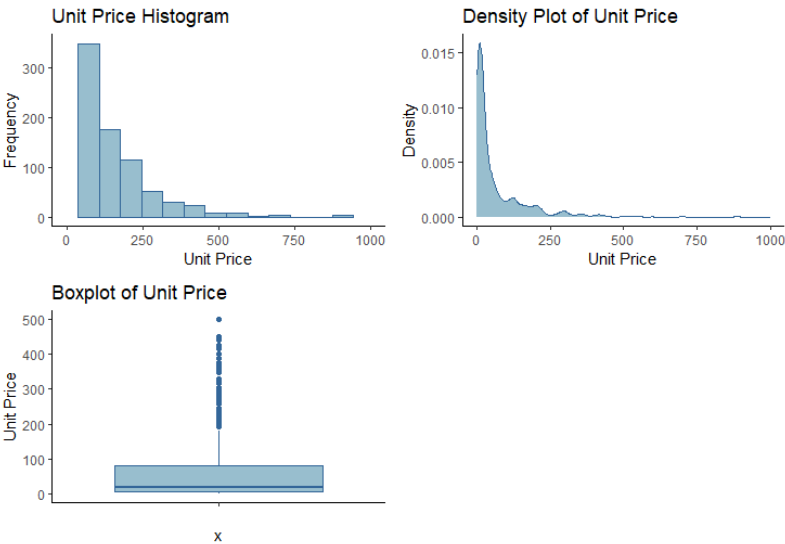 Unit Price Histogram
Frequency
300
200
100
0
0 250 500 750 1000
Unit Price
Density Plot of Unit Price
Density
0.015
0.010
0.005
0.000
0 250 500 750 1000
Unit Price
Boxplot of Unit Price
Unit Price
500
400
300
200
100
0
x